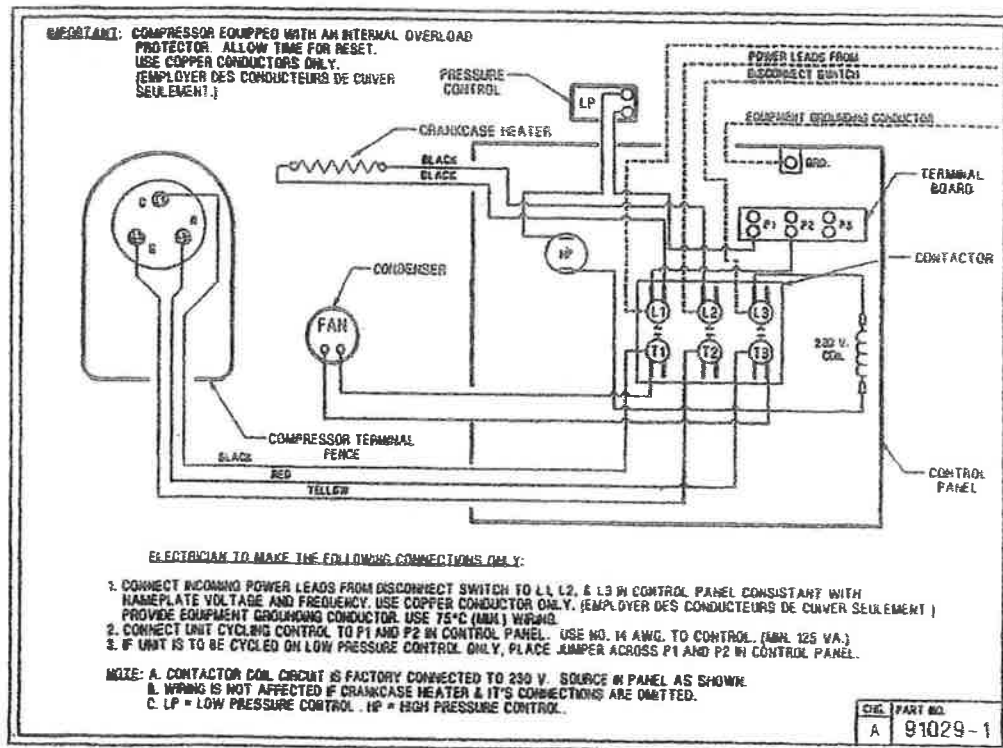 IMPORTANT: COMPRESSOR EQUIPPED WITH AN INTERNAL OVERLOAD
PROTECTOR. ALLOW TIME FOR RESET.
USE COPPER CONDUCTORS ONLY.
(EMPLOYER DES CONDUCTEURS DE CUIVER
SEULEMENT.)
PRESSURE
CONTROL
LP
POWER LEADS FROM
DISCONNECT SWITCH
EQUIPMENT GROUNDING CONDUCTOR
CRANKCASE HEATER
BLACK
BLACK
GRD.
TERMINAL
BOARD
P1 P2 P3
C
R
S
HP
CONTACTOR
CONDENSER
FAN
L1 L2 L3
T1 T2 T3
230 V.
COIL
COMPRESSOR TERMINAL
FENCE
BLACK
RED
YELLOW
CONTROL
PANEL
ELECTRICIAN TO MAKE THE FOLLOWING CONNECTIONS ONLY:
1. CONNECT INCOMING POWER LEADS FROM DISCONNECT SWITCH TO L1, L2, & L3 IN CONTROL PANEL CONSISTANT WITH
NAMEPLATE VOLTAGE AND FREQUENCY. USE COPPER CONDUCTOR ONLY. (EMPLOYER DES CONDUCTEURS DE CUIVER SEULEMENT)
PROVIDE EQUIPMENT GROUNDING CONDUCTOR. USE 75°C (MIN.) WIRING.
2. CONNECT UNIT CYCLING CONTROL TO P1 AND P2 IN CONTROL PANEL. USE NO. 14 AWG. TO CONTROL. (MIN. 125 VA.)
3. IF UNIT IS TO BE CYCLED ON LOW PRESSURE CONTROL ONLY, PLACE JUMPER ACROSS P1 AND P2 IN CONTROL PANEL.
NOTE: A. CONTACTOR COIL CIRCUIT IS FACTORY CONNECTED TO 230 V. SOURCE IN PANEL AS SHOWN.
B. WIRING IS NOT AFFECTED IF CRANKCASE HEATER & IT'S CONNECTIONS ARE OMITTED.
C. LP = LOW PRESSURE CONTROL. HP = HIGH PRESSURE CONTROL.
CHG. PART NO.
A 91029-1